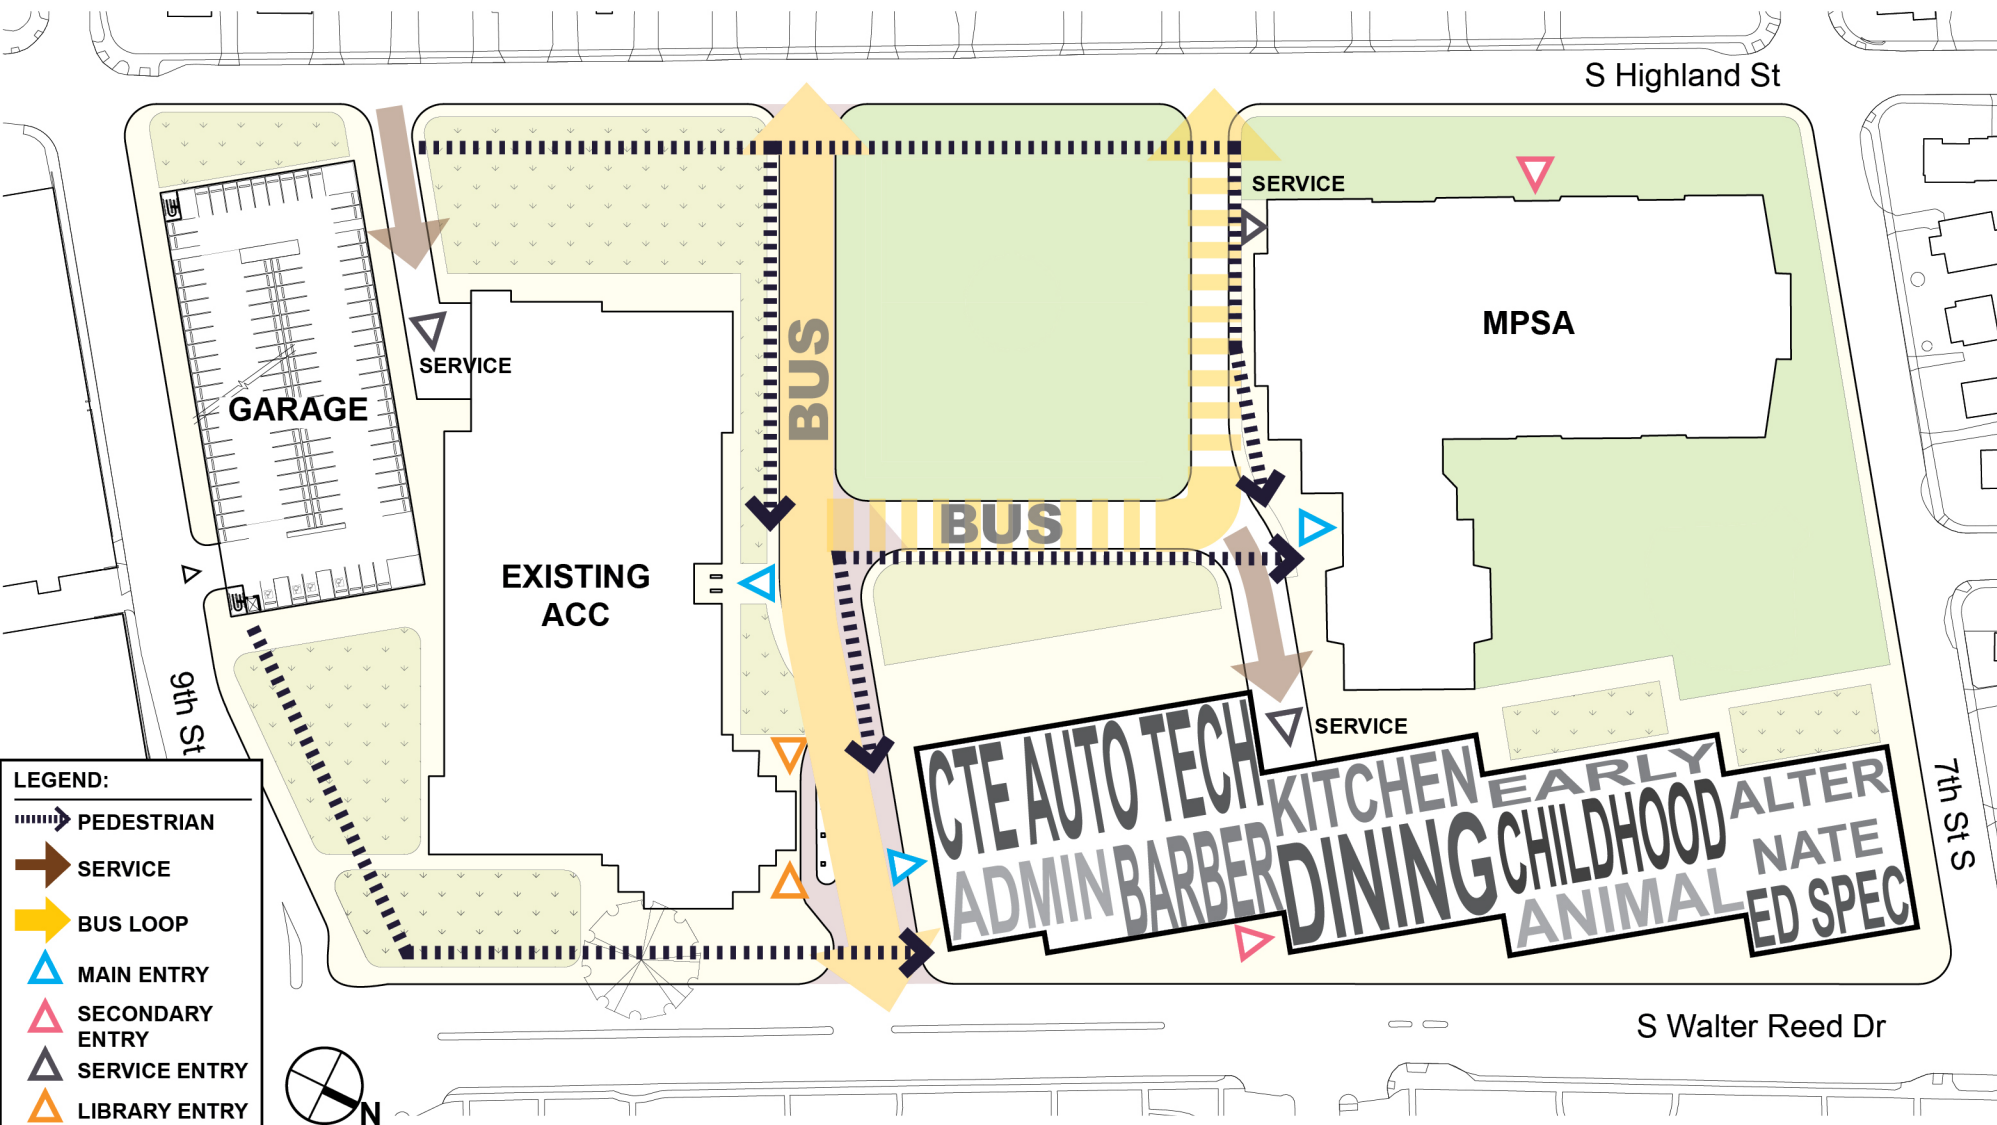 S Highland St
SERVICE
MPSA
BUS
SERVICE
GARAGE
BUS
EXISTING
ACC
9th St
SERVICE
CTE AUTO TECH
KITCHEN
EARLY
ALTER
ADMIN
BARBER
DINING
CHILDHOOD
NATE
ANIMAL
ED SPEC
7th St S
S Walter Reed Dr
LEGEND:
PEDESTRIAN
SERVICE
BUS LOOP
MAIN ENTRY
SECONDARY
ENTRY
SERVICE ENTRY
LIBRARY ENTRY
N